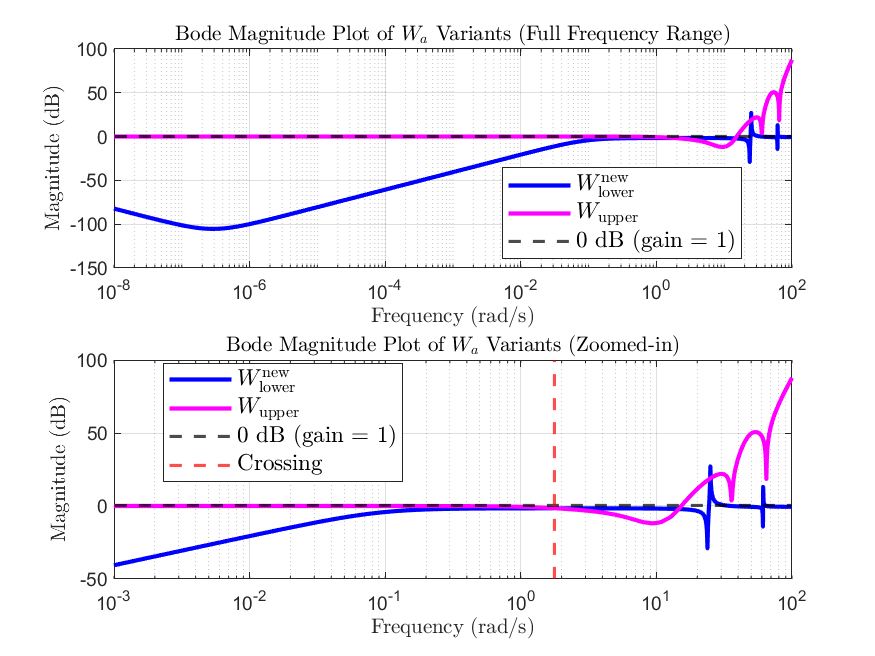 Bode Magnitude Plot of Wₐ Variants (Full Frequency Range)
Magnitude (dB)
100
50
0
-50
-100
-150
W_lower^new
W_upper
0 dB (gain = 1)
10^-8
10^-6
10^-4
10^-2
10^0
10^2
Frequency (rad/s)
Bode Magnitude Plot of Wₐ Variants (Zoomed-in)
Magnitude (dB)
100
50
0
-50
W_lower^new
W_upper
0 dB (gain = 1)
Crossing
10^-3
10^-2
10^-1
10^0
10^1
10^2
Frequency (rad/s)